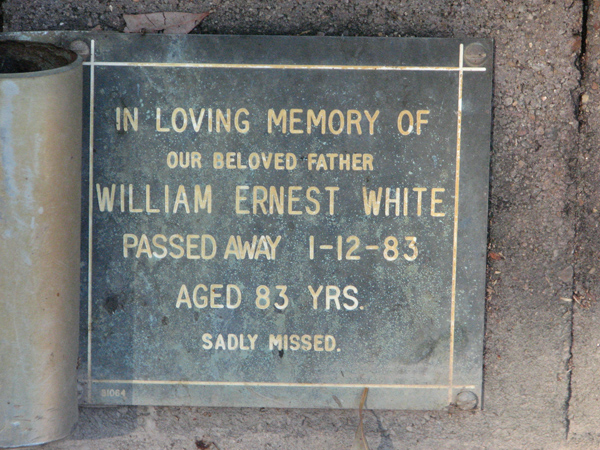 IN LOVING MEMORY OF
OUR BELOVED FATHER
WILLIAM ERNEST WHITE
PASSED AWAY 1-12-83
AGED 83 YRS.
SADLY MISSED.